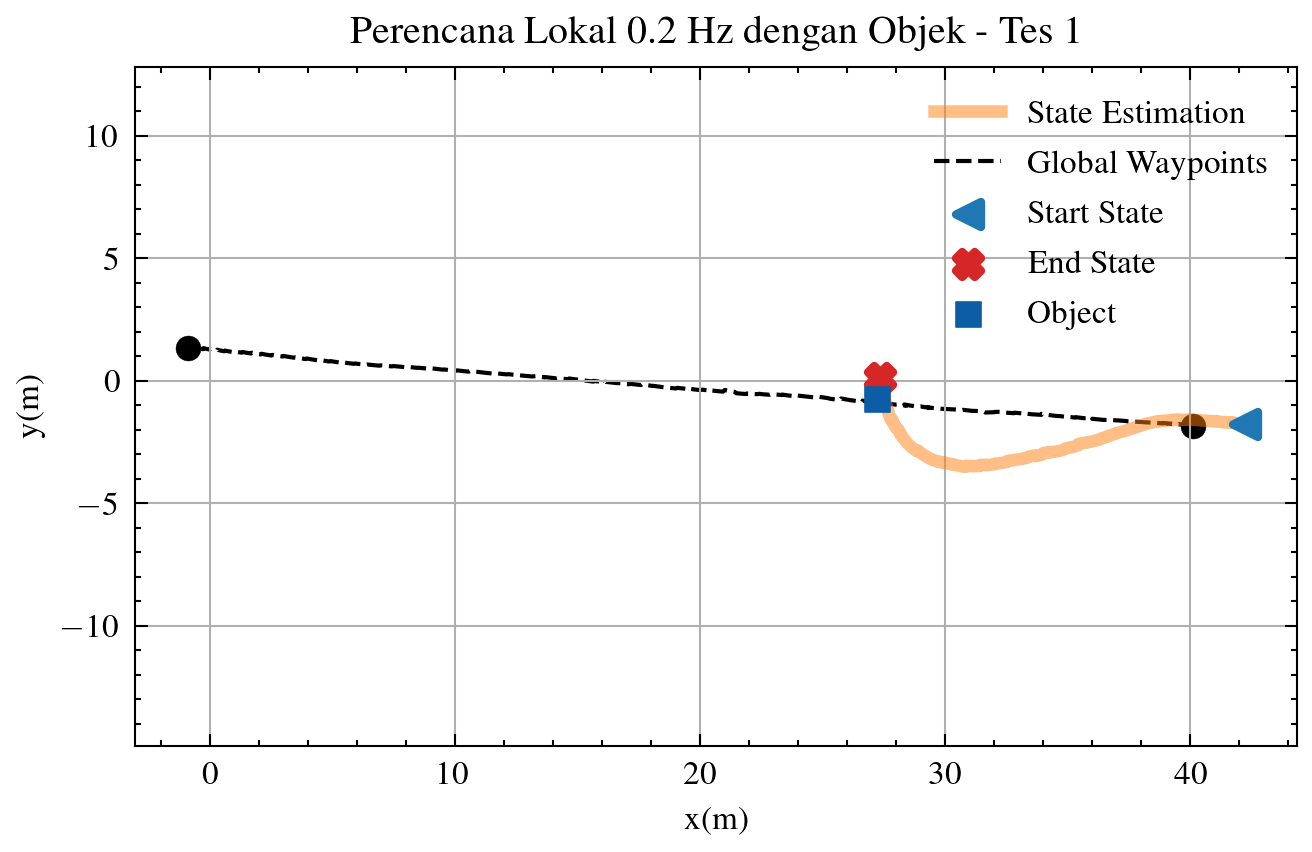 Perencana Lokal 0.2 Hz dengan Objek - Tes 1
State Estimation
Global Waypoints
Start State
End State
Object
10
5
0
−5
−10
y(m)
0
10
20
30
40
x(m)